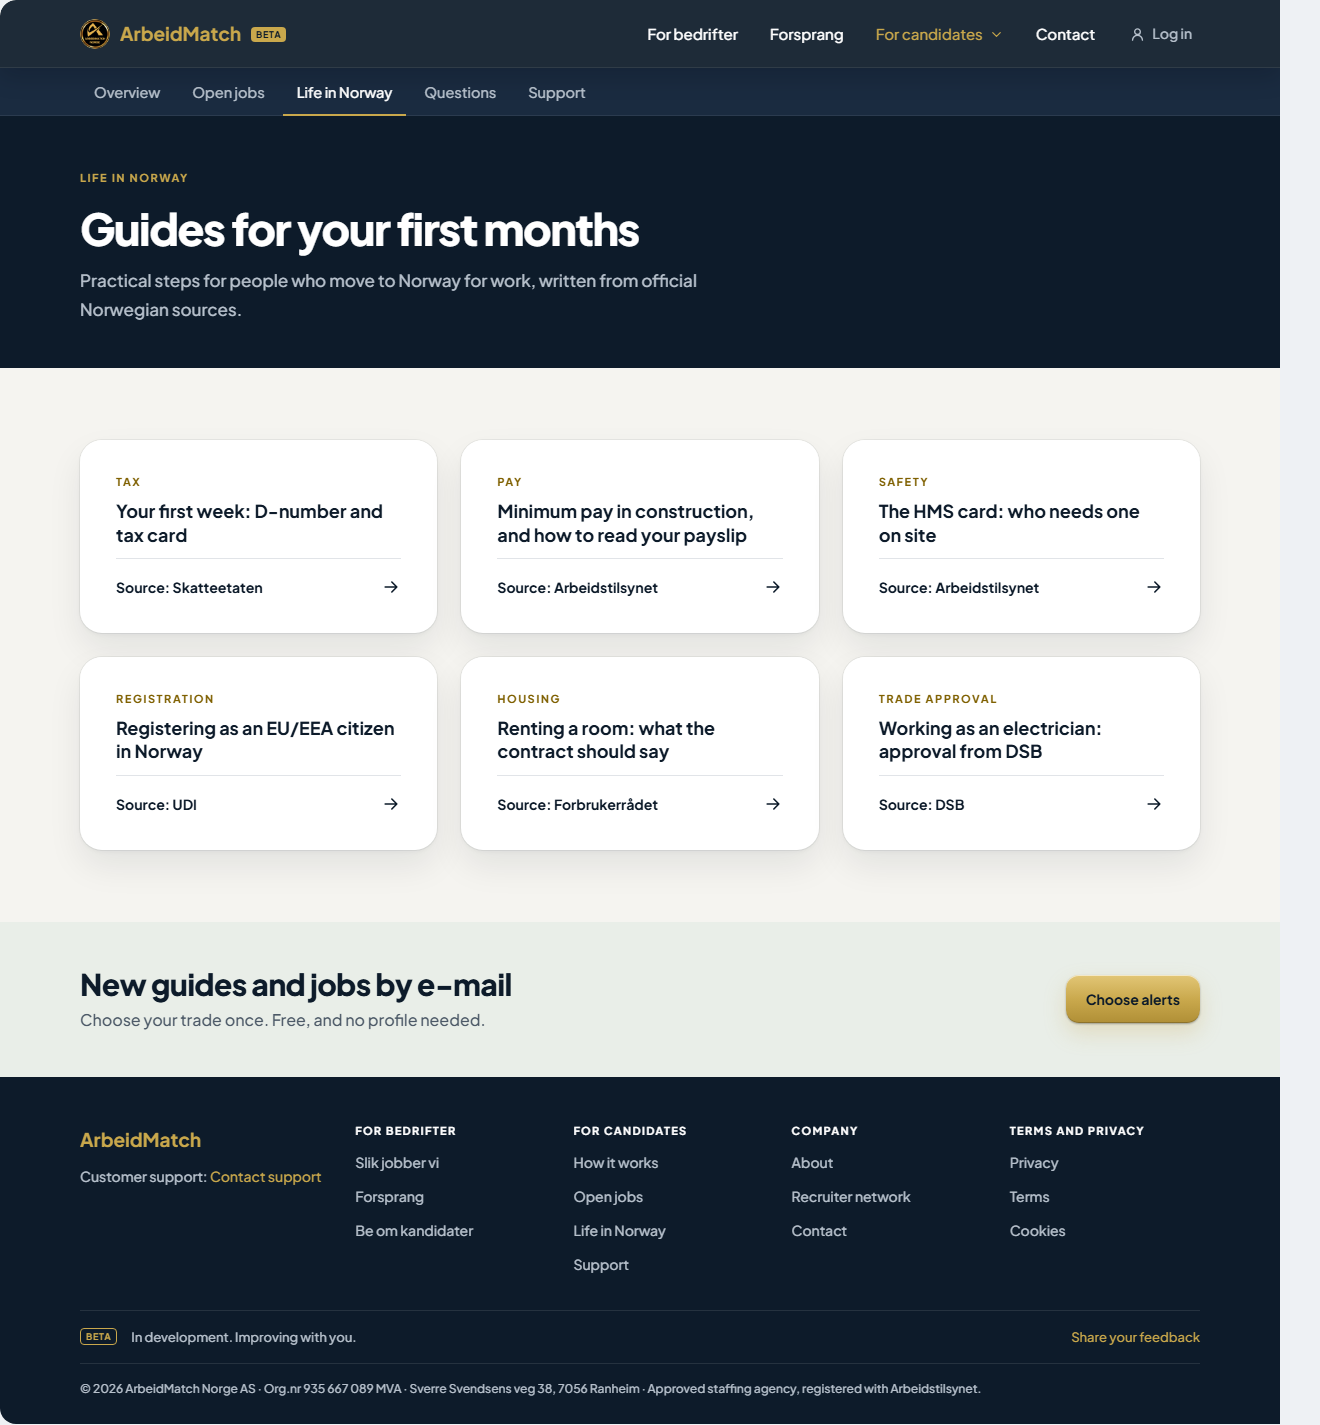 ArbeidMatch BETA
For bedrifter
Forsprang
For candidates
Contact
Log in
Overview
Open jobs
Life in Norway
Questions
Support
LIFE IN NORWAY
Guides for your first months
Practical steps for people who move to Norway for work, written from official
Norwegian sources.
TAX
Your first week: D-number and
tax card
Source: Skatteetaten
PAY
Minimum pay in construction,
and how to read your payslip
Source: Arbeidstilsynet
SAFETY
The HMS card: who needs one
on site
Source: Arbeidstilsynet
REGISTRATION
Registering as an EU/EEA citizen
in Norway
Source: UDI
HOUSING
Renting a room: what the
contract should say
Source: Forbrukerrådet
TRADE APPROVAL
Working as an electrician:
approval from DSB
Source: DSB
New guides and jobs by e-mail
Choose your trade once. Free, and no profile needed.
Choose alerts
ArbeidMatch
Customer support: Contact support
FOR BEDRIFTER
Slik jobber vi
Forsprang
Be om kandidater
FOR CANDIDATES
How it works
Open jobs
Life in Norway
Support
COMPANY
About
Recruiter network
Contact
TERMS AND PRIVACY
Privacy
Terms
Cookies
BETA In development. Improving with you.
Share your feedback
© 2026 ArbeidMatch Norge AS · Org.nr 935 667 089 MVA · Sverre Svendsens veg 38, 7056 Ranheim · Approved staffing agency, registered with Arbeidstilsynet.